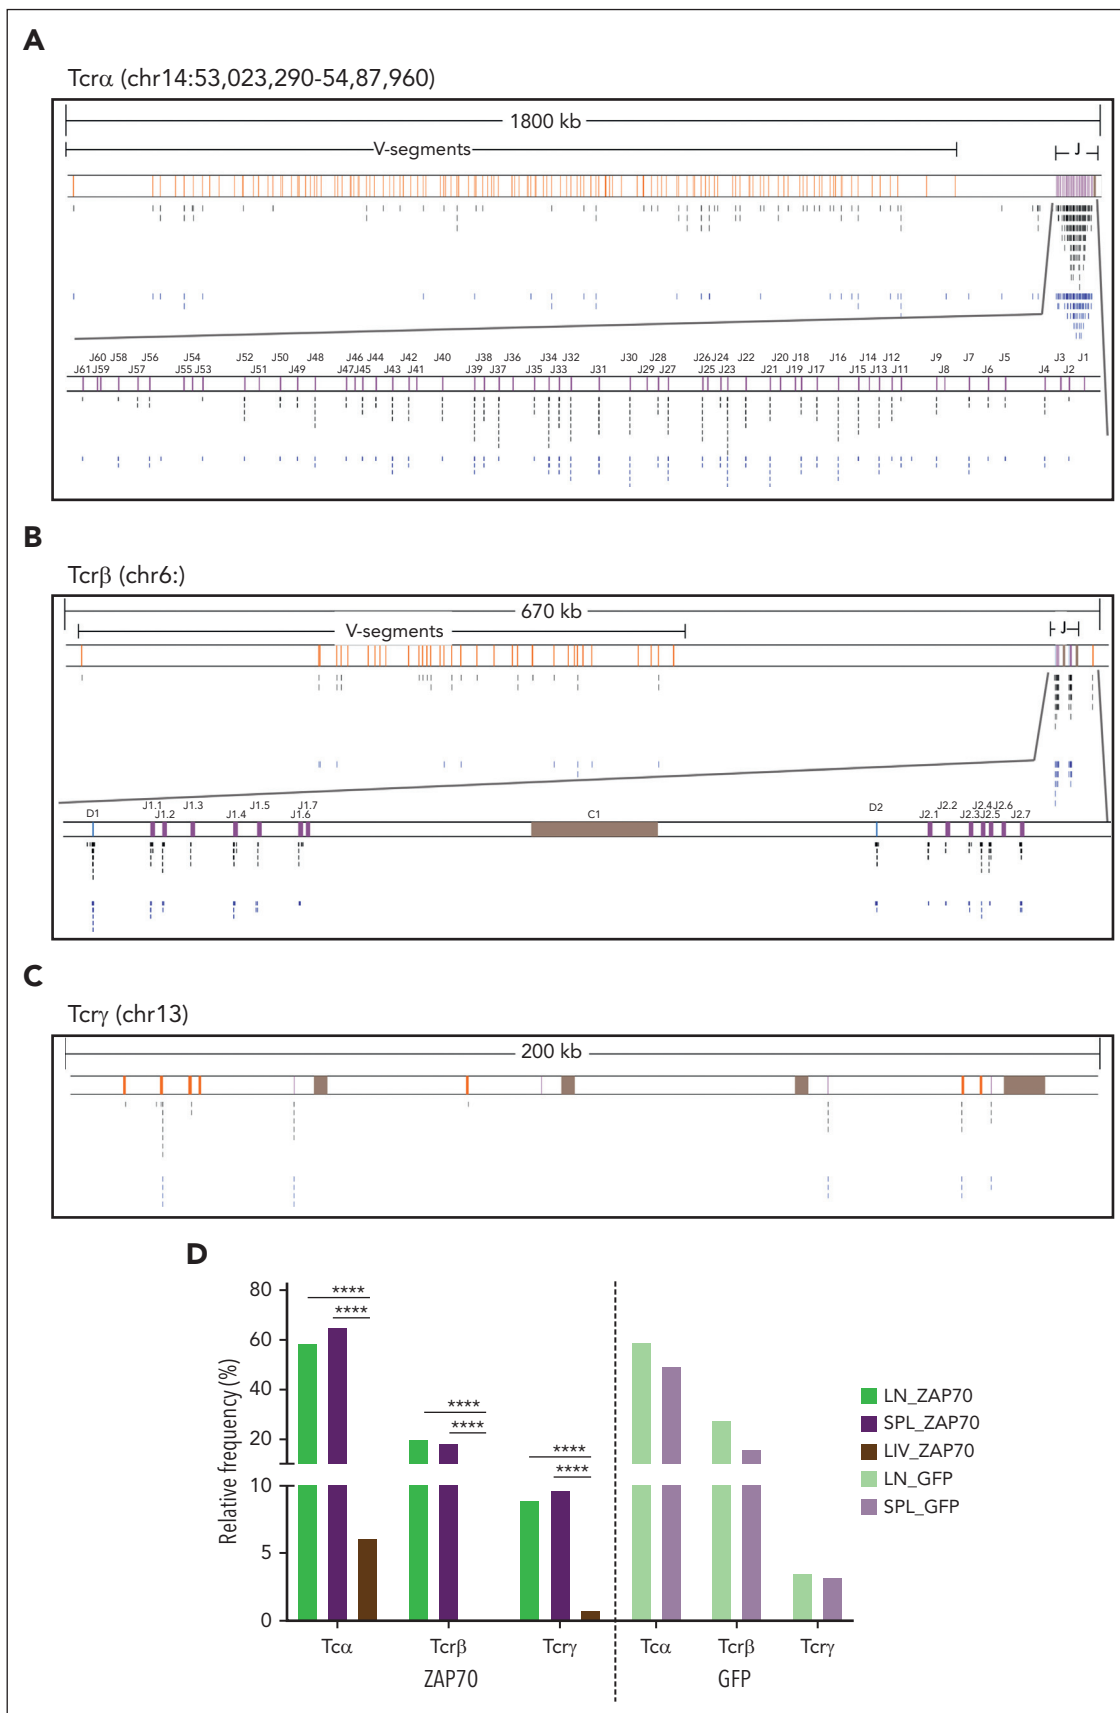 A
Tcrα (chr14:53,023,290-54,87,960)
1800 kb
V-segments
J
J60 J58 J56 J54 J52 J50 J48 J46 J44 J42 J40 J38 J36 J34 J32 J30 J28 J26 J24 J22 J20 J18 J16 J14 J12 J9 J7 J5 J3 J1
J61 J59 J57 J55 J53 J51 J49 J47 J45 J43 J41 J39 J37 J35 J33 J31 J29 J27 J25 J23 J21 J19 J17 J15 J13 J11 J8 J6 J4 J2
B
Tcrβ (chr6:)
670 kb
V-segments
J
J1.1 J1.3 J1.5 J1.7 J2.2 J2.4 J2.6
D1 J1.2 J1.4 J1.6 C1 D2 J2.1 J2.3 J2.5 J2.7
C
Tcrγ (chr13)
200 kb
D
Relative frequency (%)
80
60
40
20
10
5
0
**** ****
**** ****
**** ****
Tcα Tcrβ Tcrγ Tcα Tcrβ Tcrγ
ZAP70 GFP
LN_ZAP70
SPL_ZAP70
LIV_ZAP70
LN_GFP
SPL_GFP